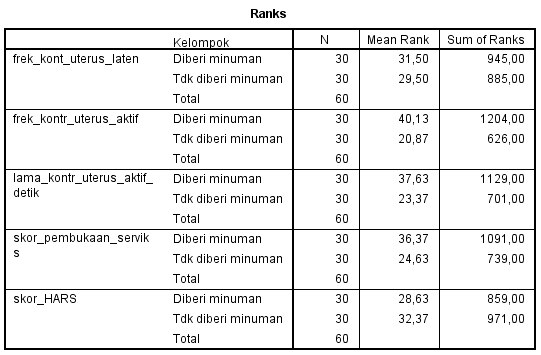 Ranks
Kelompok N Mean Rank Sum of Ranks
frek_kont_uterus_laten Diberi minuman 30 31,50 945,00
Tdk diberi minuman 30 29,50 885,00
Total 60
frek_kontr_uterus_aktif Diberi minuman 30 40,13 1204,00
Tdk diberi minuman 30 20,87 626,00
Total 60
lama_kontr_uterus_aktif_ Diberi minuman 30 37,63 1129,00
detik Tdk diberi minuman 30 23,37 701,00
Total 60
skor_pembukaan_servik Diberi minuman 30 36,37 1091,00
s Tdk diberi minuman 30 24,63 739,00
Total 60
skor_HARS Diberi minuman 30 28,63 859,00
Tdk diberi minuman 30 32,37 971,00
Total 60